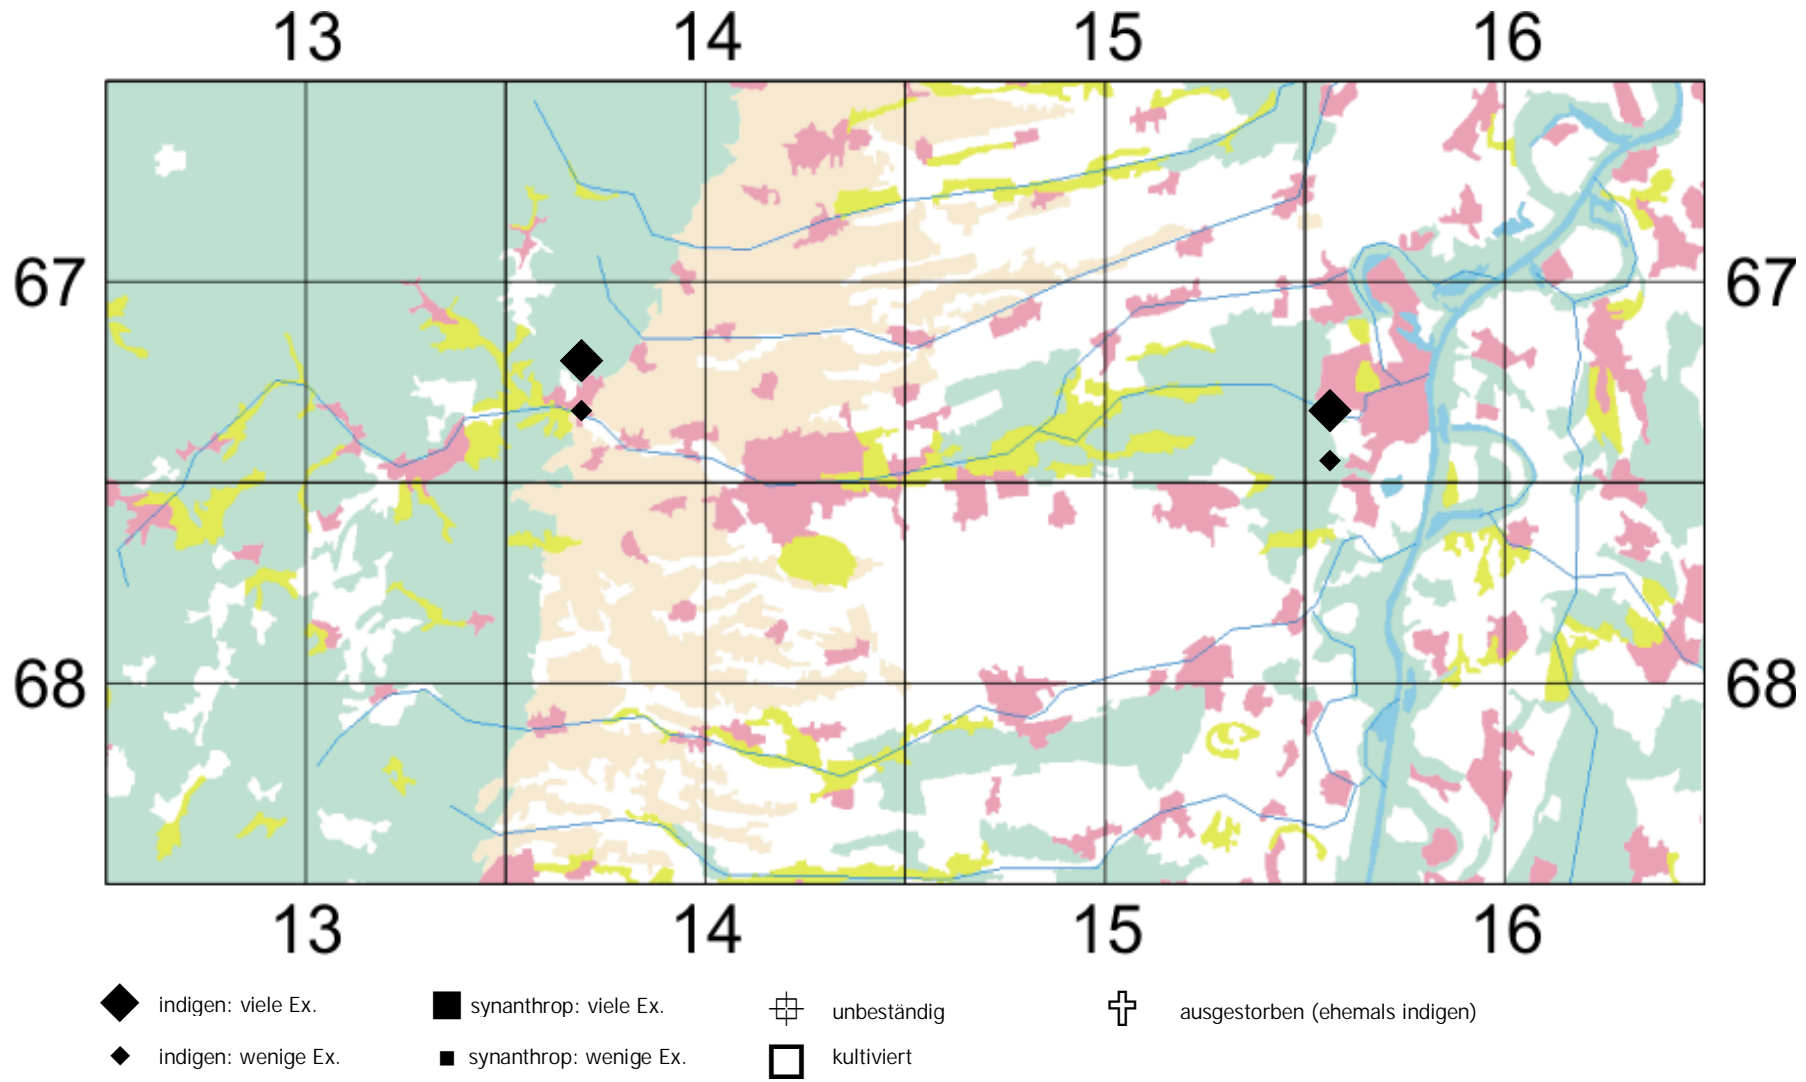 13 14 15 16
67 67
68 68
13 14 15 16
indigen: viele Ex. synanthrop: viele Ex. unbeständig ausgestorben (ehemals indigen)
indigen: wenige Ex. synanthrop: wenige Ex. kultiviert